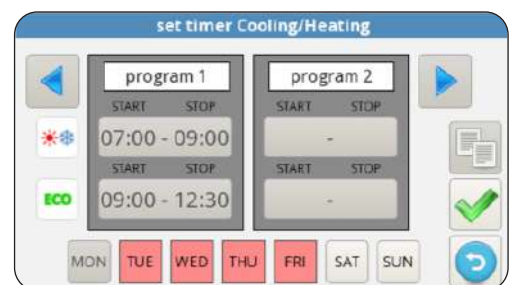 set timer Cooling/Heating
program 1 program 2
START STOP START STOP
07:00 - 09:00 -
START STOP START STOP
ECO 09:00 - 12:30 -
MON TUE WED THU FRI SAT SUN